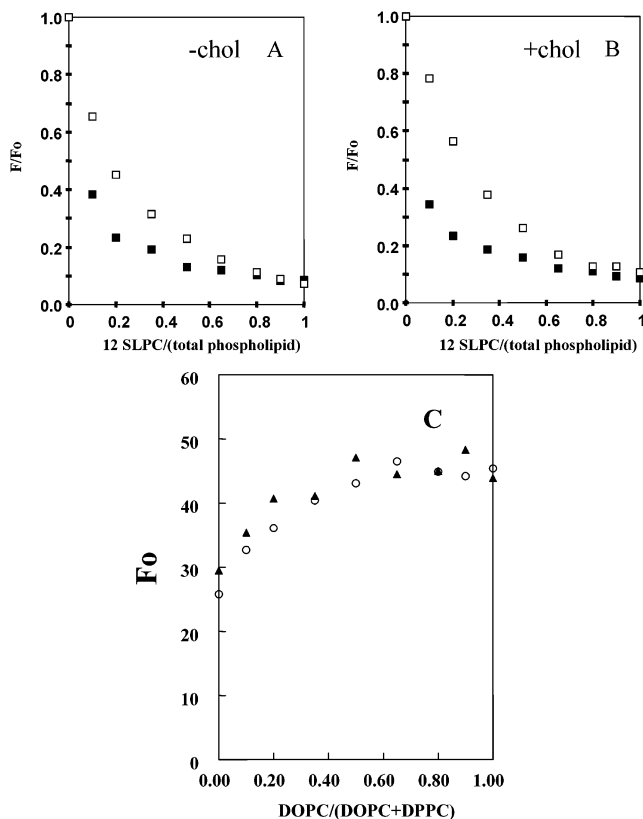 -chol A
1.0
0.8
0.6
0.4
0.2
0.0
F/Fo
0 0.2 0.4 0.6 0.8 1
12 SLPC/(total phospholipid)
+chol B
1.0
0.8
0.6
0.4
0.2
0.0
F/Fo
0 0.2 0.4 0.6 0.8 1
12 SLPC/(total phospholipid)
C
60
50
40
30
20
10
0
Fo
0.00 0.20 0.40 0.60 0.80 1.00
DOPC/(DOPC+DPPC)